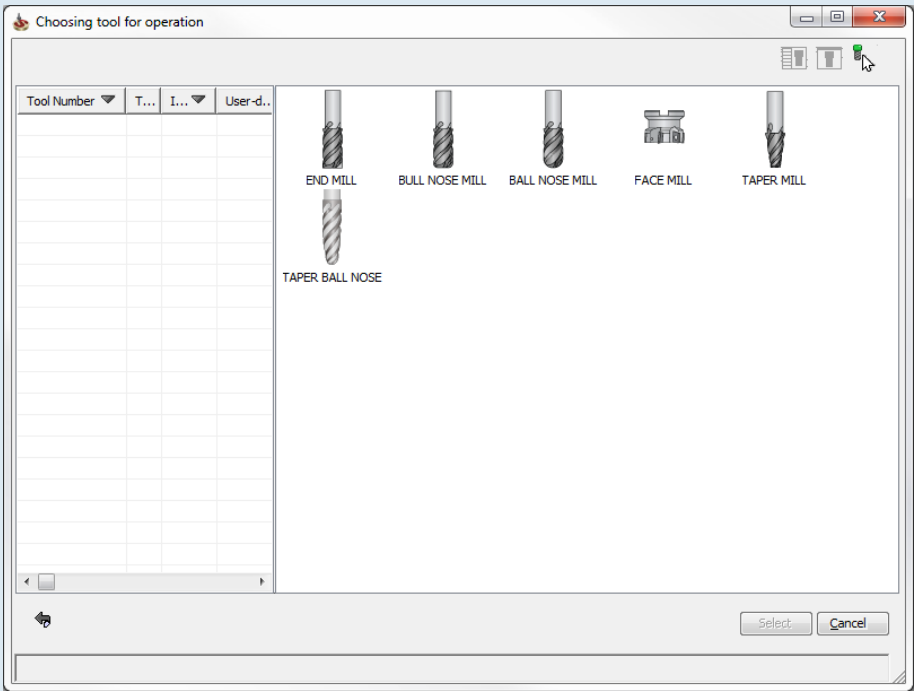 Choosing tool for operation
Tool Number T... I... User-d..
END MILL BULL NOSE MILL BALL NOSE MILL FACE MILL TAPER MILL
TAPER BALL NOSE
Select Cancel